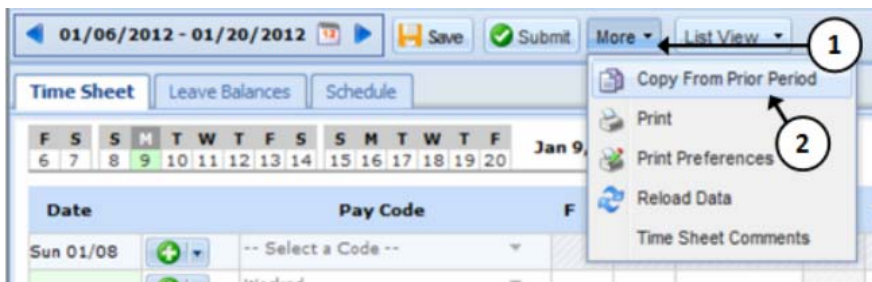 01/06/2012 - 01/20/2012 Save Submit More List View 1
Time Sheet Leave Balances Schedule Copy From Prior Period
Print 2
F S S M T W T F S S M T W T F Jan 9,
6 7 8 9 10 11 12 13 14 15 16 17 18 19 20
Print Preferences
Reload Data
Date Pay Code F
Time Sheet Comments
Sun 01/08 -- Select a Code --